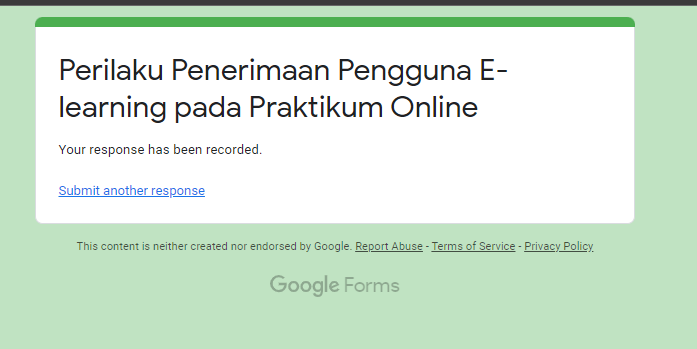 Perilaku Penerimaan Pengguna E-
learning pada Praktikum Online
Your response has been recorded.
Submit another response
This content is neither created nor endorsed by Google. Report Abuse - Terms of Service - Privacy Policy
Google Forms